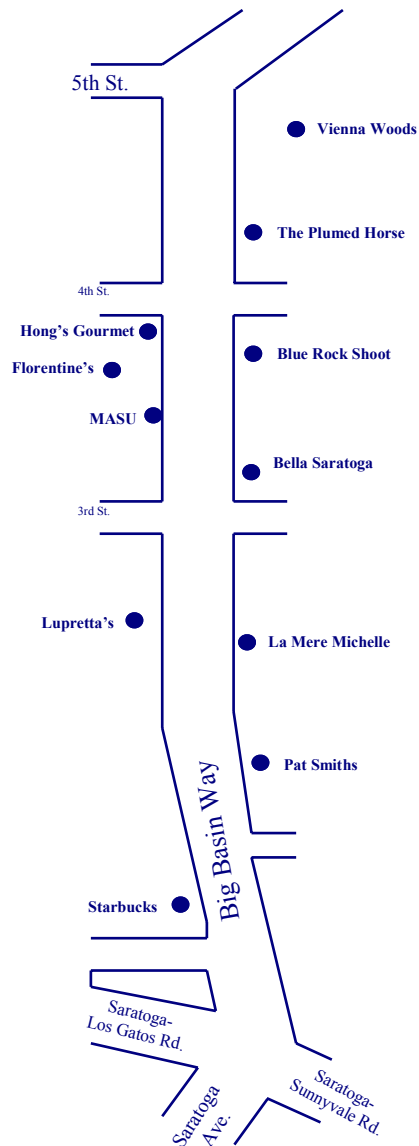 5th St.
Vienna Woods
The Plumed Horse
4th St.
Hong's Gourmet
Blue Rock Shoot
Florentine's
MASU
Bella Saratoga
3rd St.
Lupretta's
La Mere Michelle
Pat Smiths
Big Basin Way
Starbucks
Saratoga-
Los Gatos Rd.
Saratoga
Ave.
Saratoga-
Sunnyvale Rd.